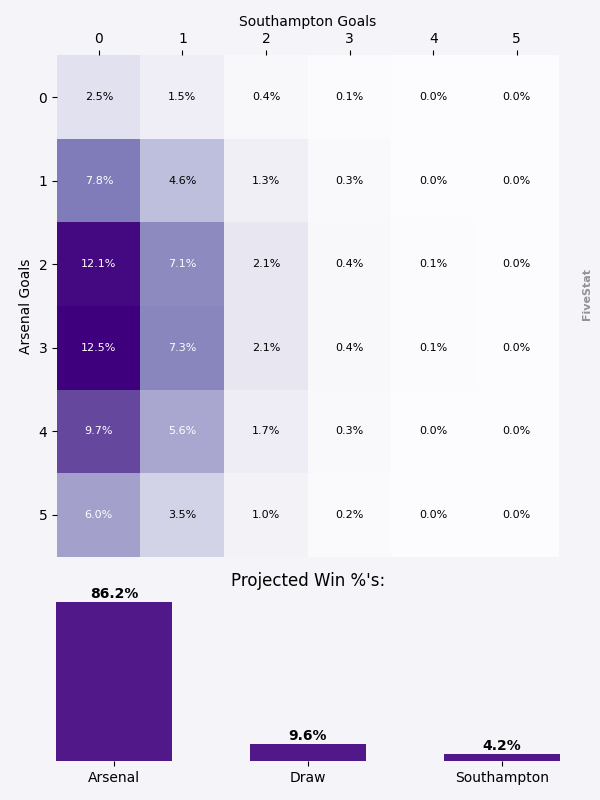 Southampton Goals
0 1 2 3 4 5
0 2.5% 1.5% 0.4% 0.1% 0.0% 0.0%
1 7.8% 4.6% 1.3% 0.3% 0.0% 0.0%
2 12.1% 7.1% 2.1% 0.4% 0.1% 0.0%
3 12.5% 7.3% 2.1% 0.4% 0.1% 0.0%
4 9.7% 5.6% 1.7% 0.3% 0.0% 0.0%
5 6.0% 3.5% 1.0% 0.2% 0.0% 0.0%
Arsenal Goals
FiveStat
Projected Win %'s:
86.2% 9.6% 4.2%
Arsenal Draw Southampton